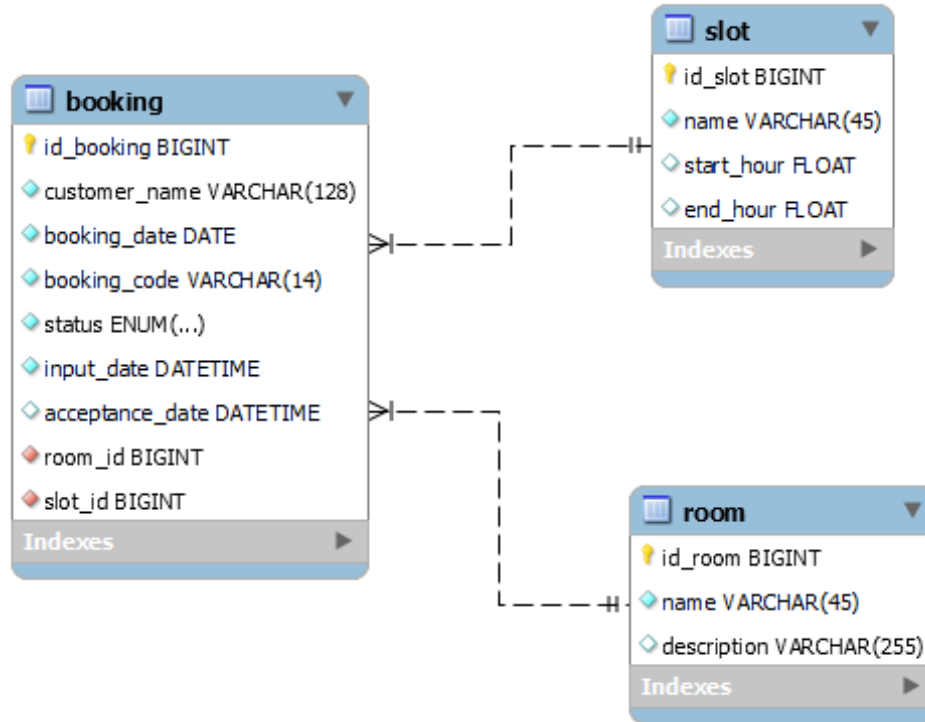 booking
id_booking BIGINT
customer_name VARCHAR(128)
booking_date DATE
booking_code VARCHAR(14)
status ENUM(...)
input_date DATETIME
acceptance_date DATETIME
room_id BIGINT
slot_id BIGINT
Indexes
slot
id_slot BIGINT
name VARCHAR(45)
start_hour FLOAT
end_hour FLOAT
Indexes
room
id_room BIGINT
name VARCHAR(45)
description VARCHAR(255)
Indexes